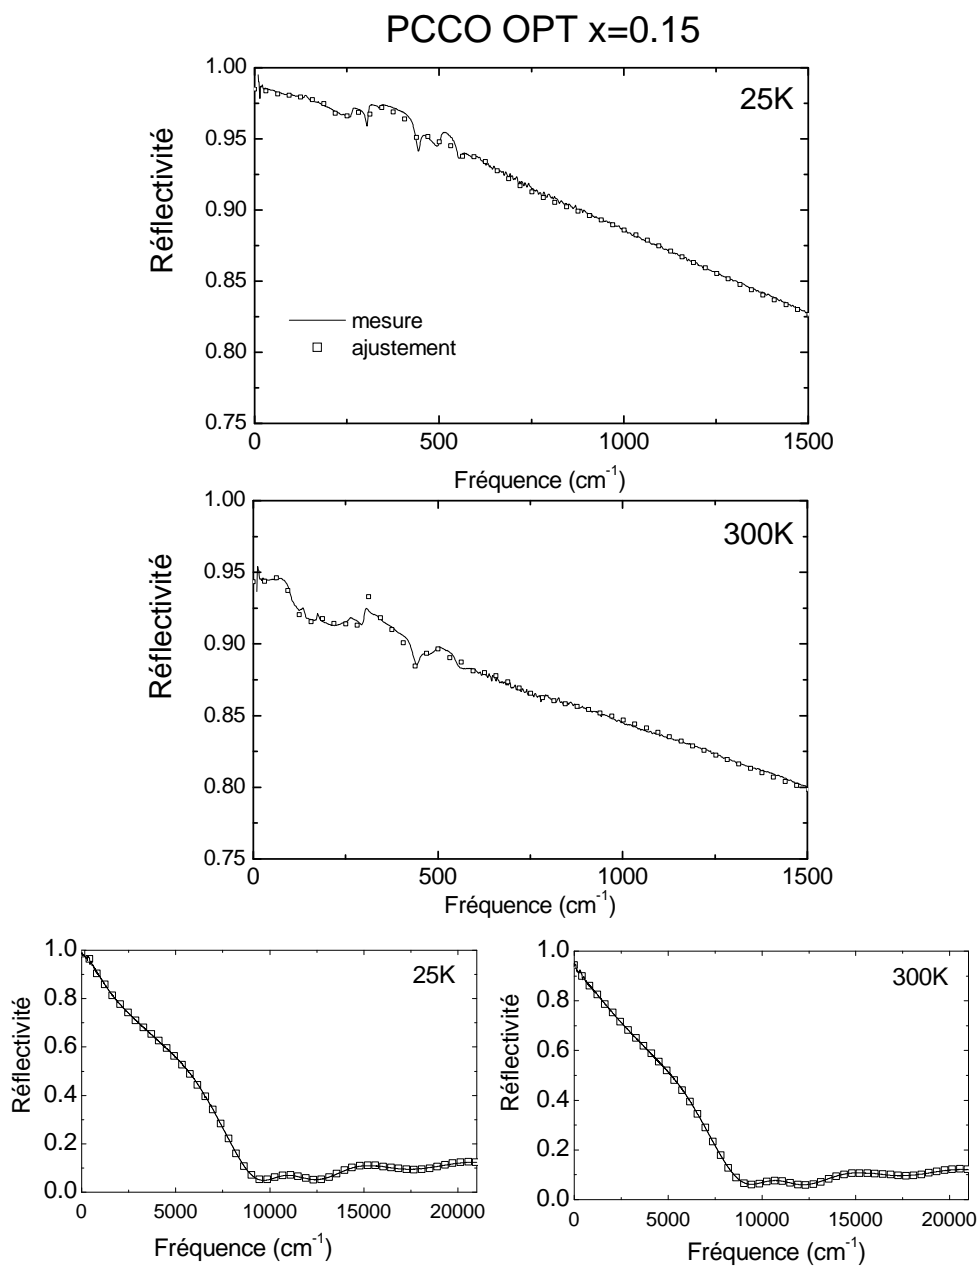 PCCO OPT x=0.15
1.00
0.95
0.90
0.85
0.80
0.75
Réflectivité
25K
mesure
ajustement
0 500 1000 1500
Fréquence (cm⁻¹)
1.00
0.95
0.90
0.85
0.80
0.75
Réflectivité
300K
0 500 1000 1500
Fréquence (cm⁻¹)
1.0
0.8
0.6
0.4
0.2
0.0
Réflectivité
25K
0 5000 10000 15000 20000
Fréquence (cm⁻¹)
1.0
0.8
0.6
0.4
0.2
0.0
Réflectivité
300K
0 5000 10000 15000 20000
Fréquence (cm⁻¹)